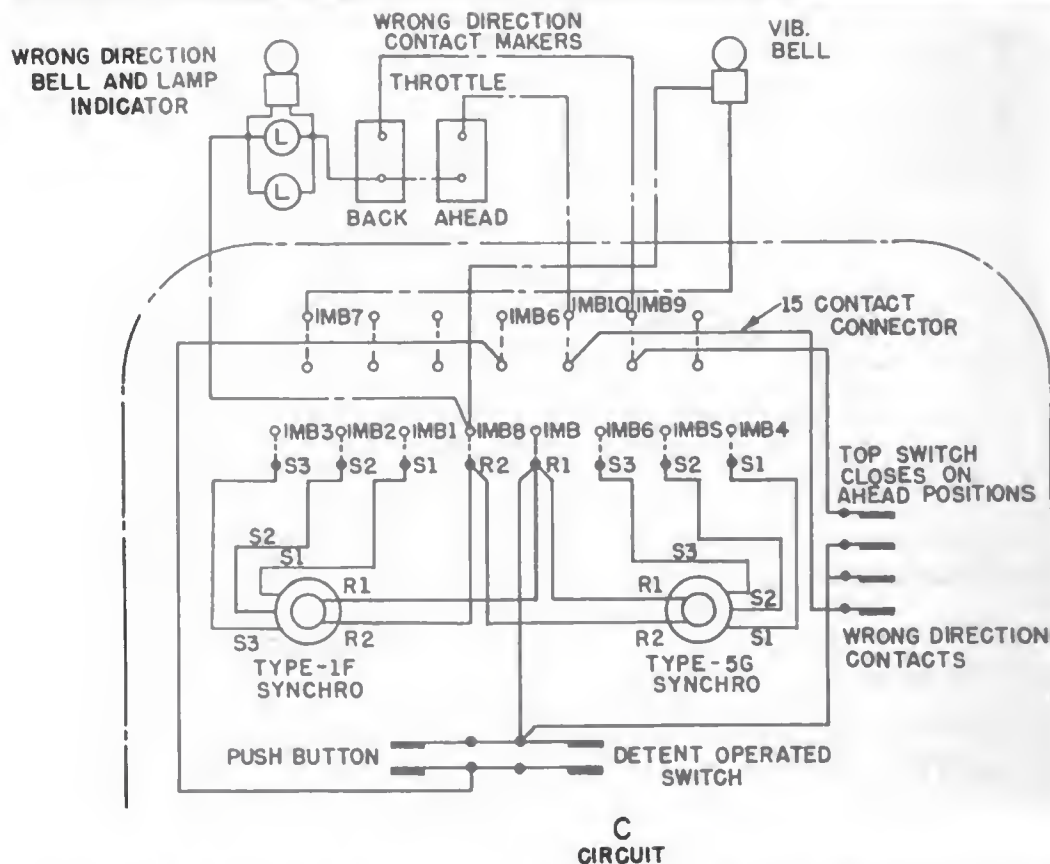 WRONG DIRECTION
BELL AND LAMP
INDICATOR
WRONG DIRECTION
CONTACT MAKERS
THROTTLE
VIB.
BELL
L
L
BACK
AHEAD
IMB7
IMB6
IMB10
IMB9
15 CONTACT
CONNECTOR
IMB3
IMB2
IMB1
IMB8
IMB
IMB6
IMBS
IMB4
S3
S2
S1
R2
R1
S3
S2
S1
TOP SWITCH
CLOSES ON
AHEAD POSITIONS
S2
S1
R1
R2
S3
TYPE-1F
SYNCHRO
S3
R1
R2
S2
S1
TYPE-5G
SYNCHRO
WRONG DIRECTION
CONTACTS
PUSH BUTTON
DETENT OPERATED
SWITCH
C
CIRCUIT